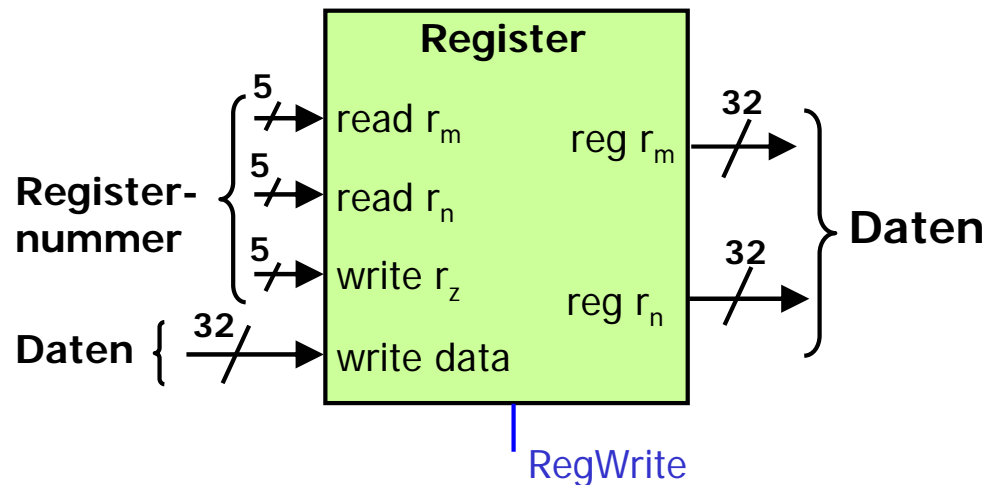 Register
5
read rm
32
reg rm
5
Register-
nummer
read rn
Daten
5
write rz
32
reg rn
32
Daten
write data
RegWrite